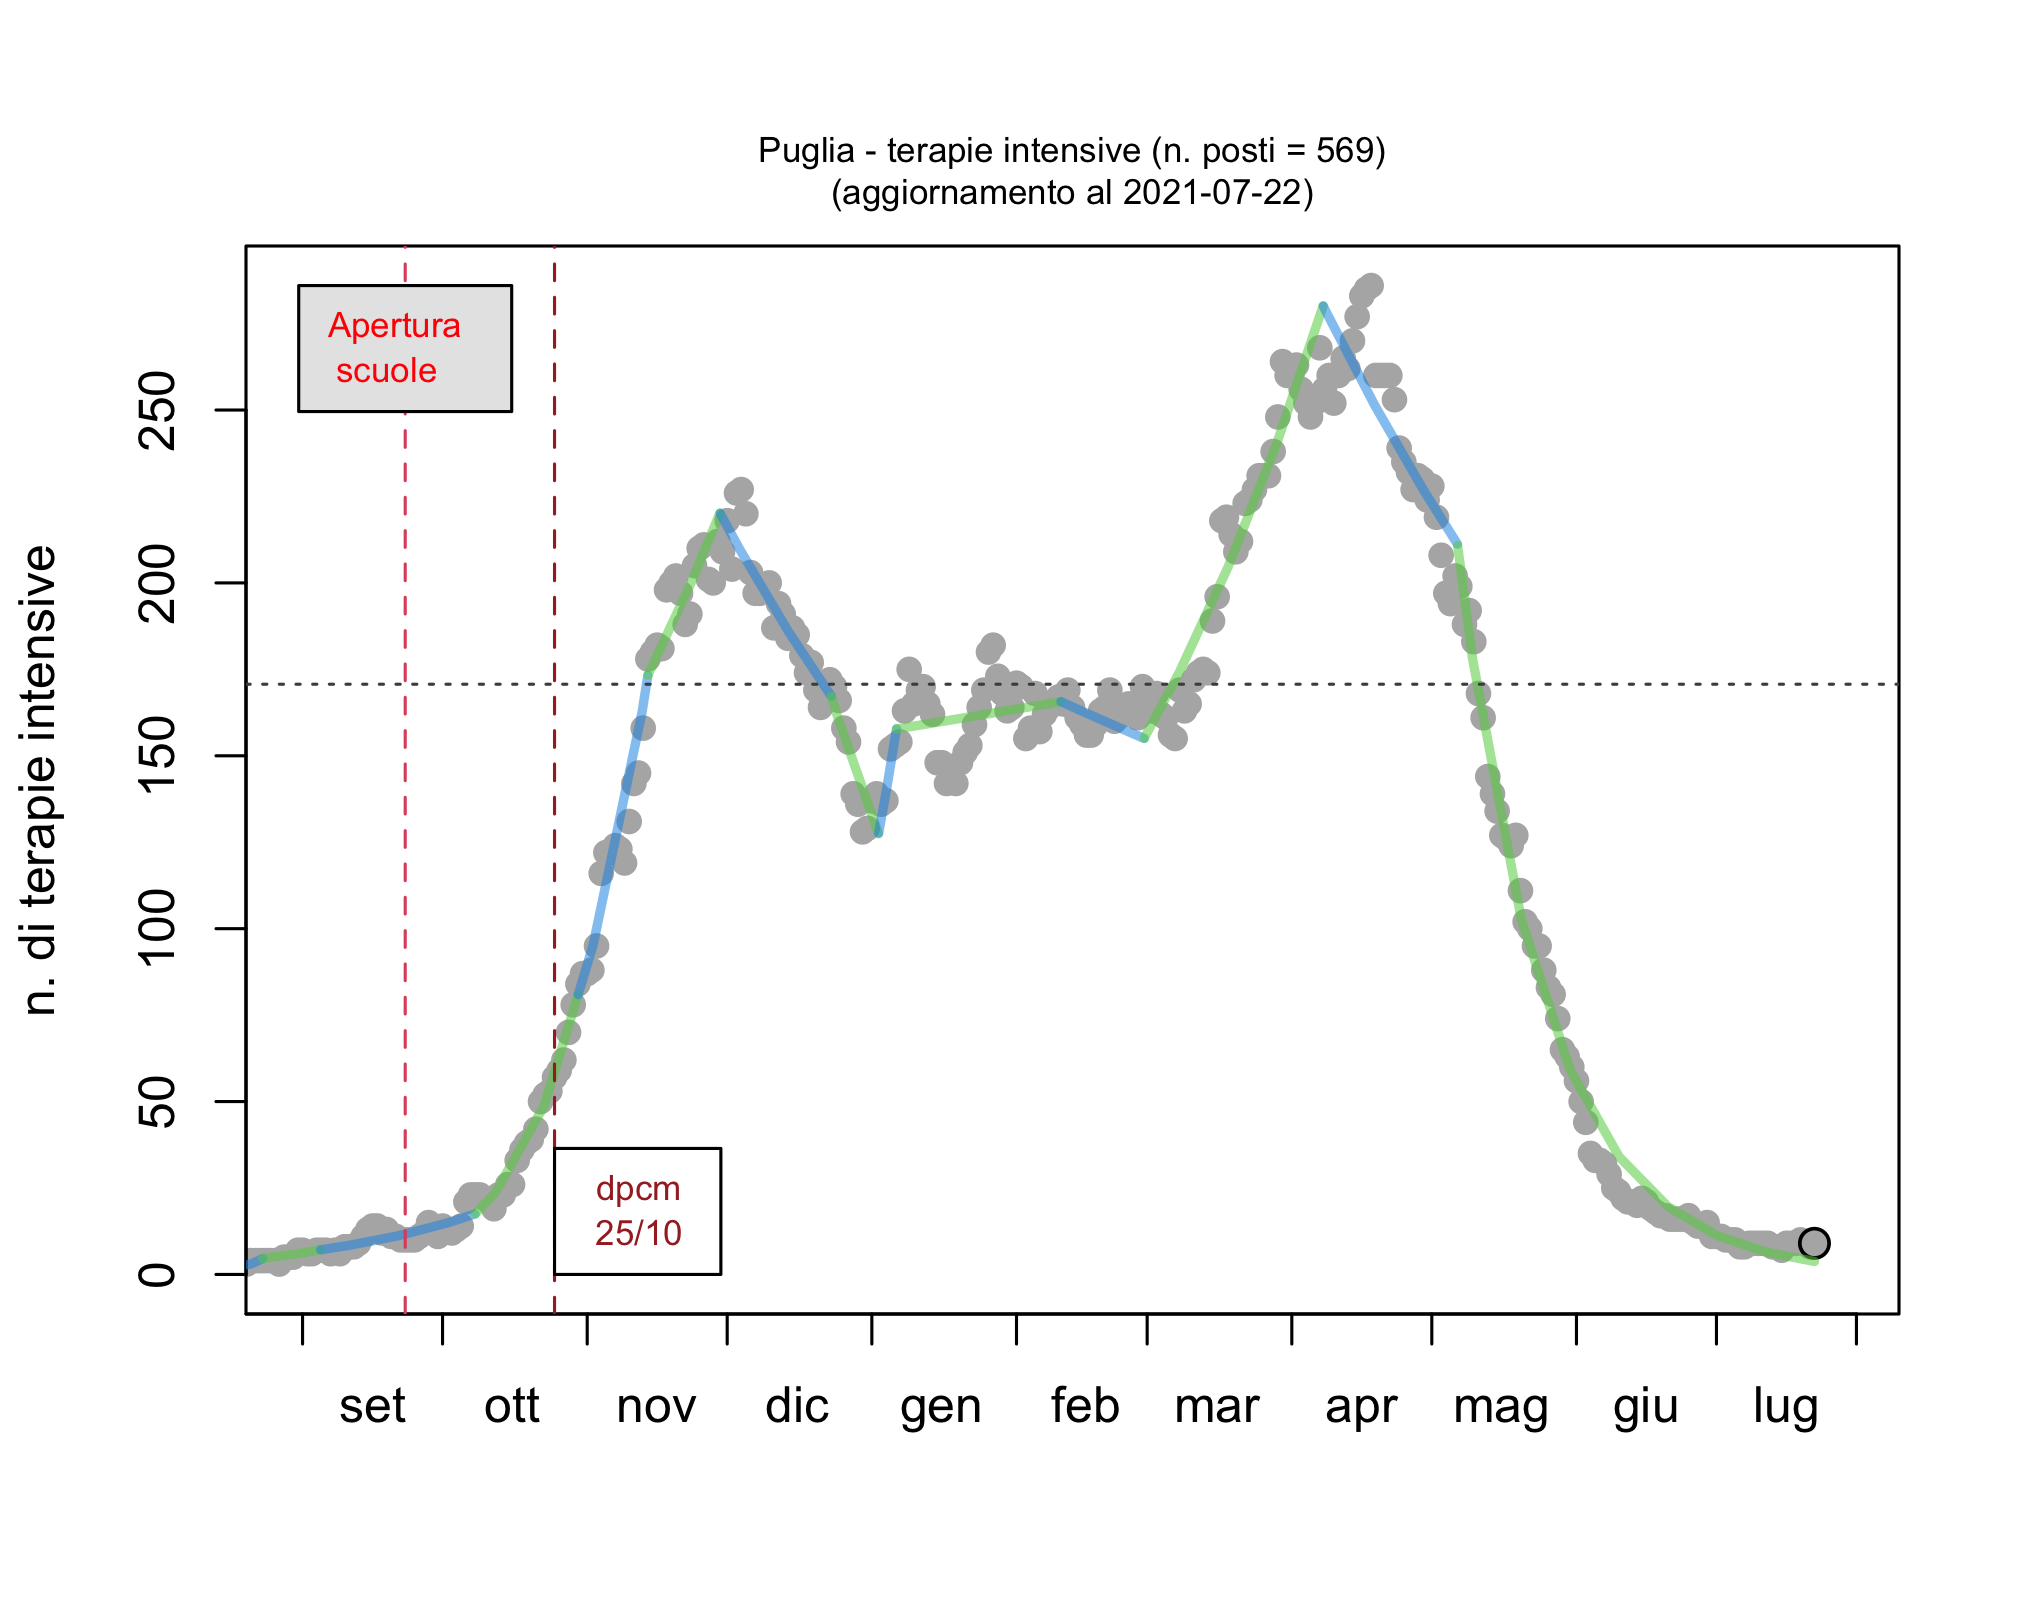 Puglia - terapie intensive (n. posti = 569)
(aggiornamento al 2021-07-22)
n. di terapie intensive
250
200
150
100
50
0
Apertura
scuole
dpcm
25/10
set ott nov dic gen feb mar apr mag giu lug